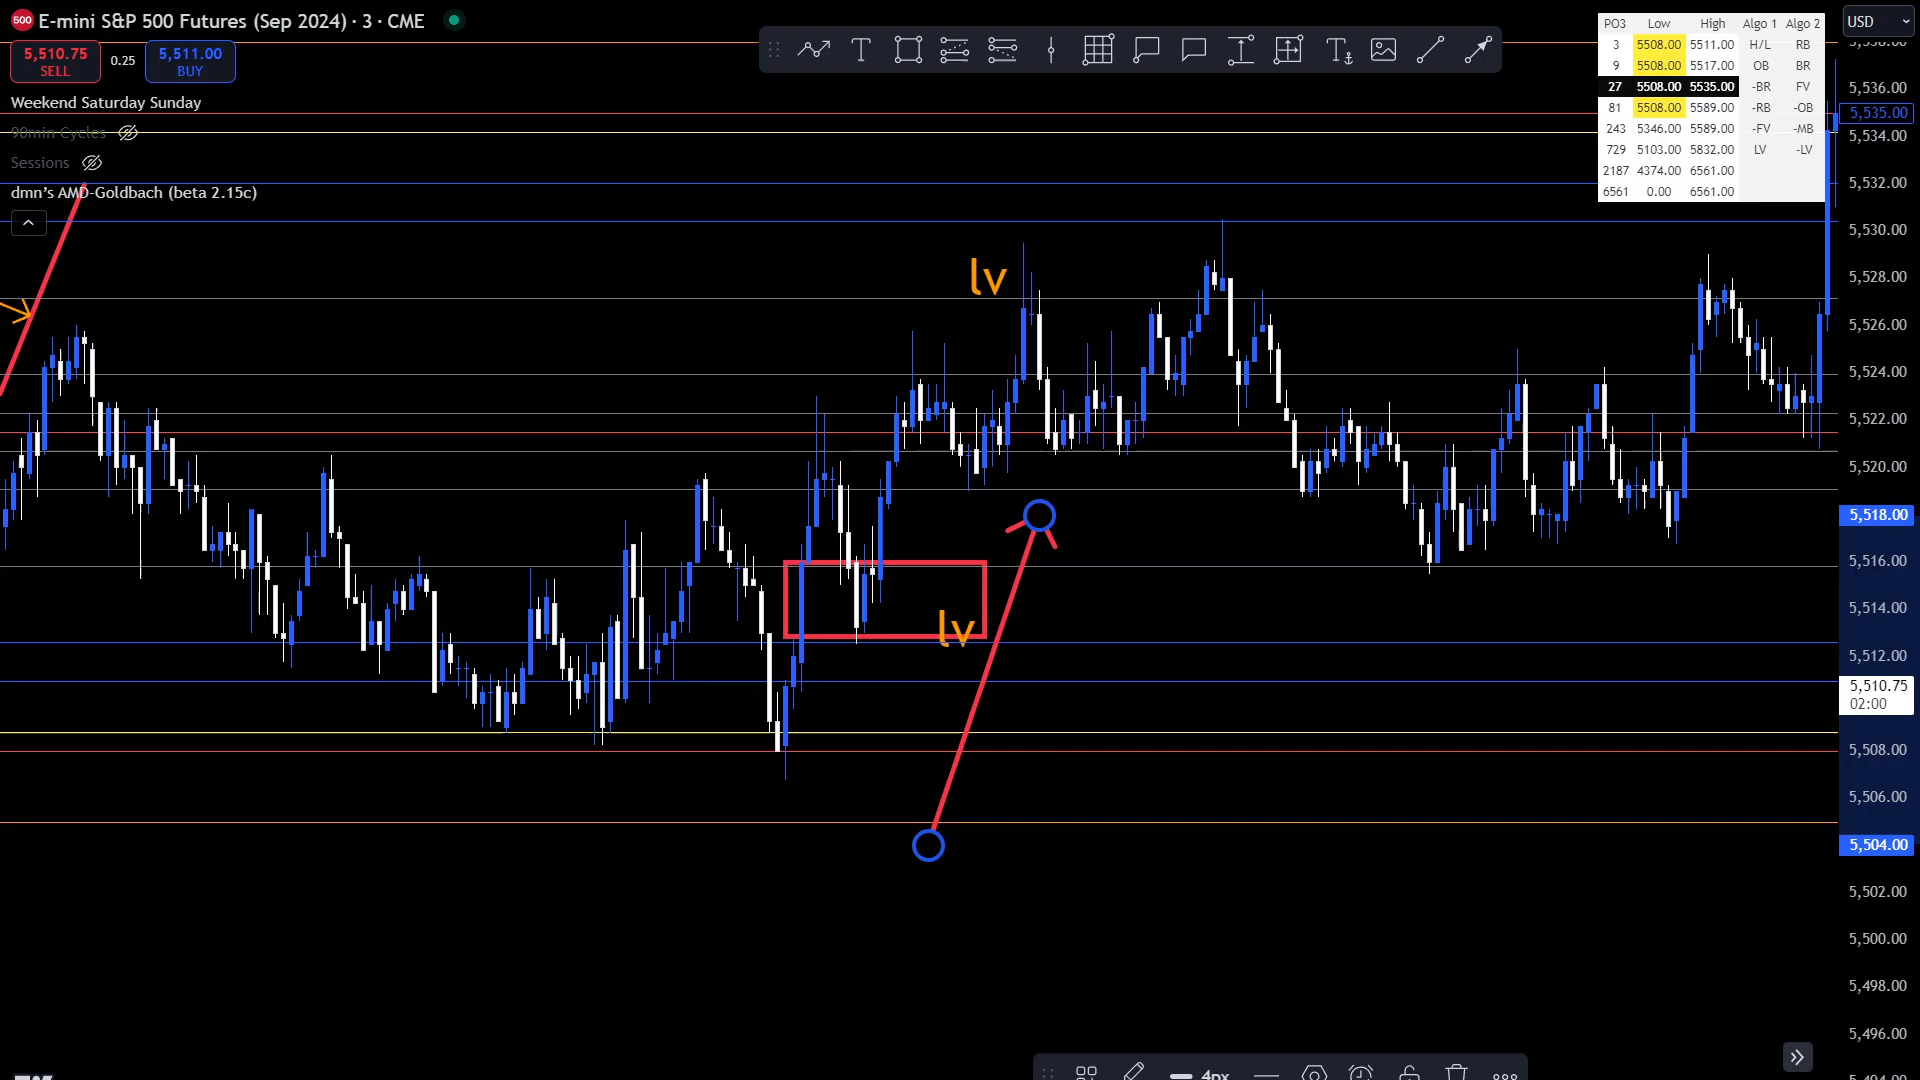 500 E-mini S&P 500 Futures (Sep 2024) · 3 · CME
5,510.75 SELL
0.25
5,511.00 BUY
Weekend Saturday Sunday
90min Cycles
Sessions
dmn's AMD-Goldbach (beta 2.15c)
PO3 Low High Algo 1 Algo 2
3 5508.00 5511.00 H/L RB
9 5508.00 5517.00 OB BR
27 5508.00 5535.00 -BR FV
81 5508.00 5589.00 -RB -OB
243 5346.00 5589.00 -FV -MB
729 5103.00 5832.00 LV -LV
2187 4374.00 6561.00
6561 0.00 6561.00
USD
5,536.00
5,535.00
5,534.00
5,532.00
5,530.00
5,528.00
5,526.00
5,524.00
5,522.00
5,520.00
5,518.00
5,516.00
5,514.00
5,512.00
5,510.75
02:00
5,508.00
5,506.00
5,504.00
5,502.00
5,500.00
5,498.00
5,496.00
5,494.00
lv
lv
4px